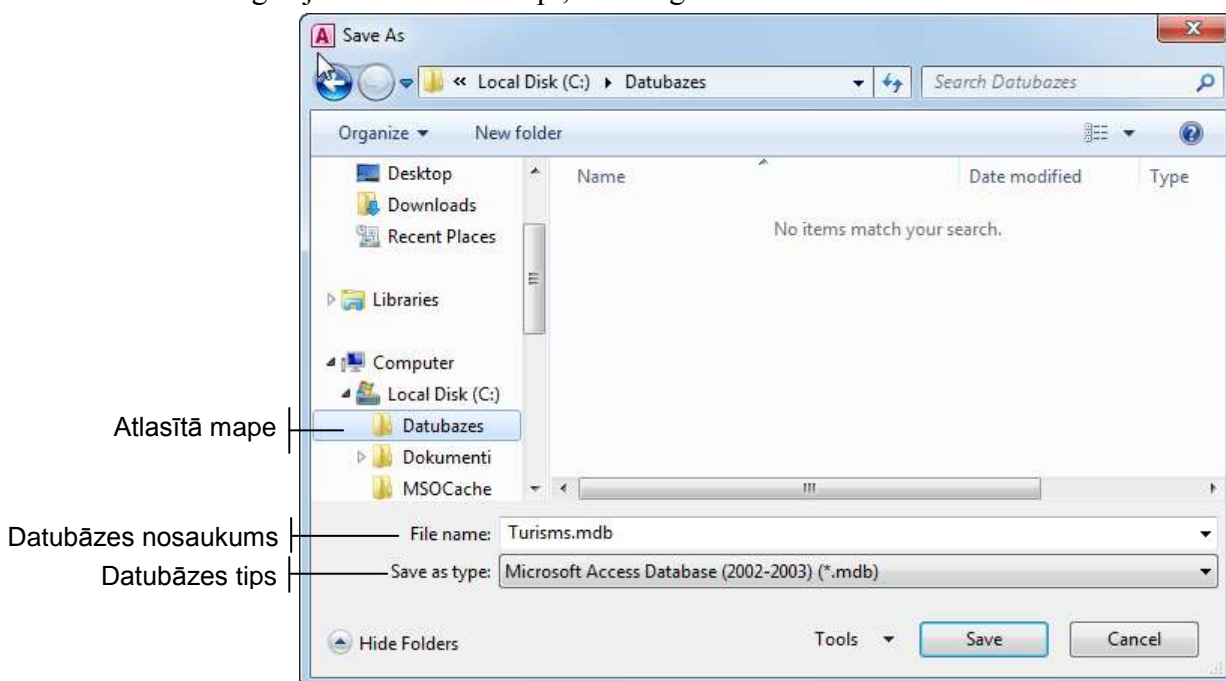 Save As
« Local Disk (C:) Datubazes Search Datubazes
Organize New folder
Desktop Name Date modified Type
Downloads No items match your search.
Recent Places
Libraries
Computer
Local Disk (C:)
Atlasītā mape Datubazes
Dokumenti
MSOCache
Datubāzes nosaukums File name: Turisms.mdb
Datubāzes tips Save as type: Microsoft Access Database (2002-2003) (*.mdb)
Hide Folders Tools Save Cancel